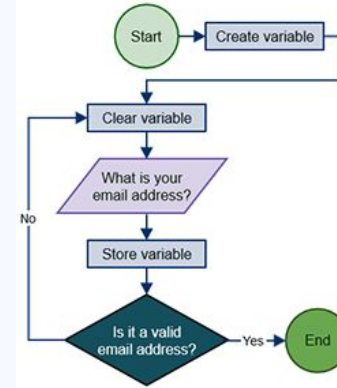 Start
Create variable
Clear variable
What is your
email address?
Store variable
No
Is it a valid
email address?
Yes
End